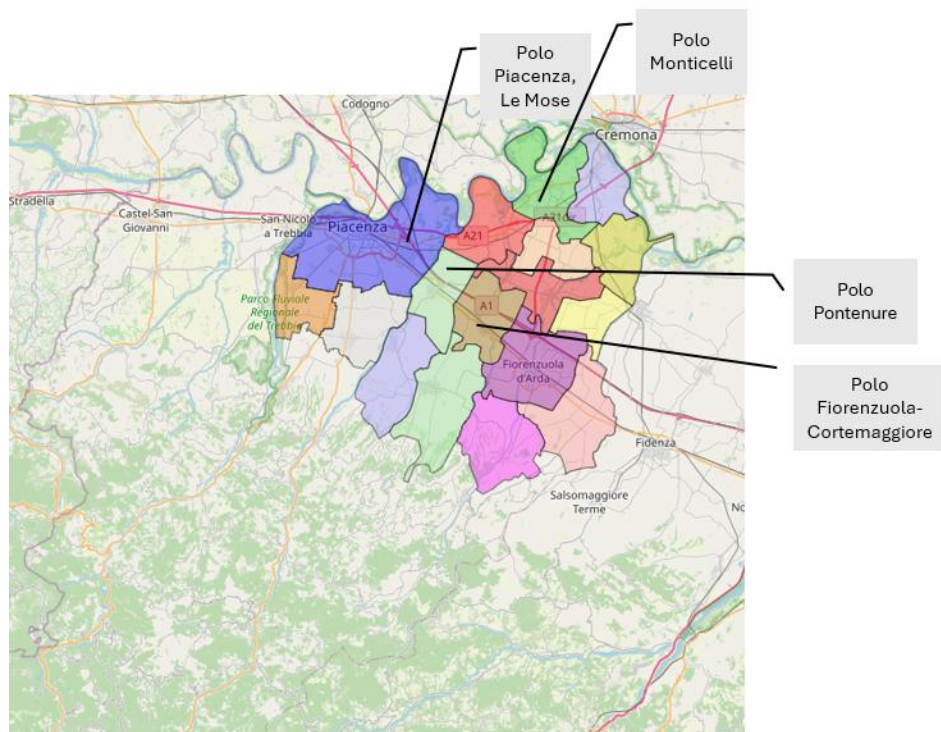 Polo
Piacenza,
Le Mose
Polo
Monticelli
Codogno
Cremona
Stradella
Castel San
Giovanni
San Nicolò
a Trebbia
Piacenza
A21
A21
Parco Fluviale
Regionale
del Trebbia
A1
Fiorenzuola
d'Arda
Fidenza
Salsomaggiore
Terme
No
Polo
Pontenure
Polo
Fiorenzuola-
Cortemaggiore